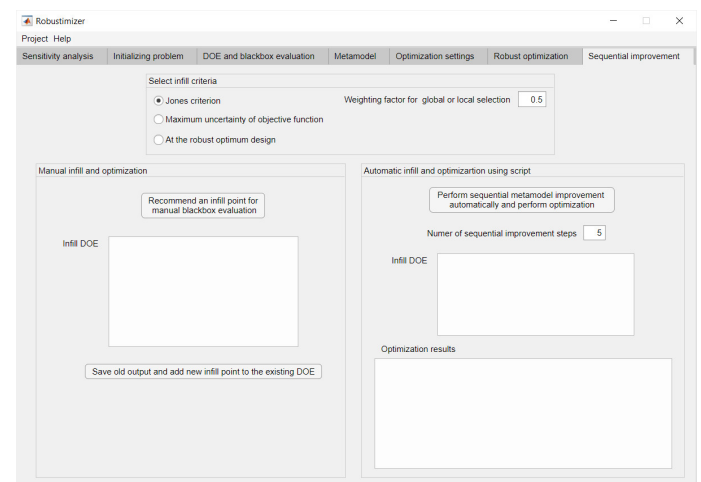 Robustimizer
Project Help
Sensitivity analysis Initializing problem DOE and blackbox evaluation Metamodel Optimization settings Robust optimization Sequential improvement
Select infill criteria
Jones criterion Weighting factor for global or local selection 0.5
Maximum uncertainty of objective function
At the robust optimum design
Manual infill and optimization
Recommend an infill point for
manual blackbox evaluation
Infill DOE
Save old output and add new infill point to the existing DOE
Automatic infill and optimizartion using script
Perform sequential metamodel improvement
automatically and perform optimization
Numer of sequential improvement steps 5
Infill DOE
Optimization results